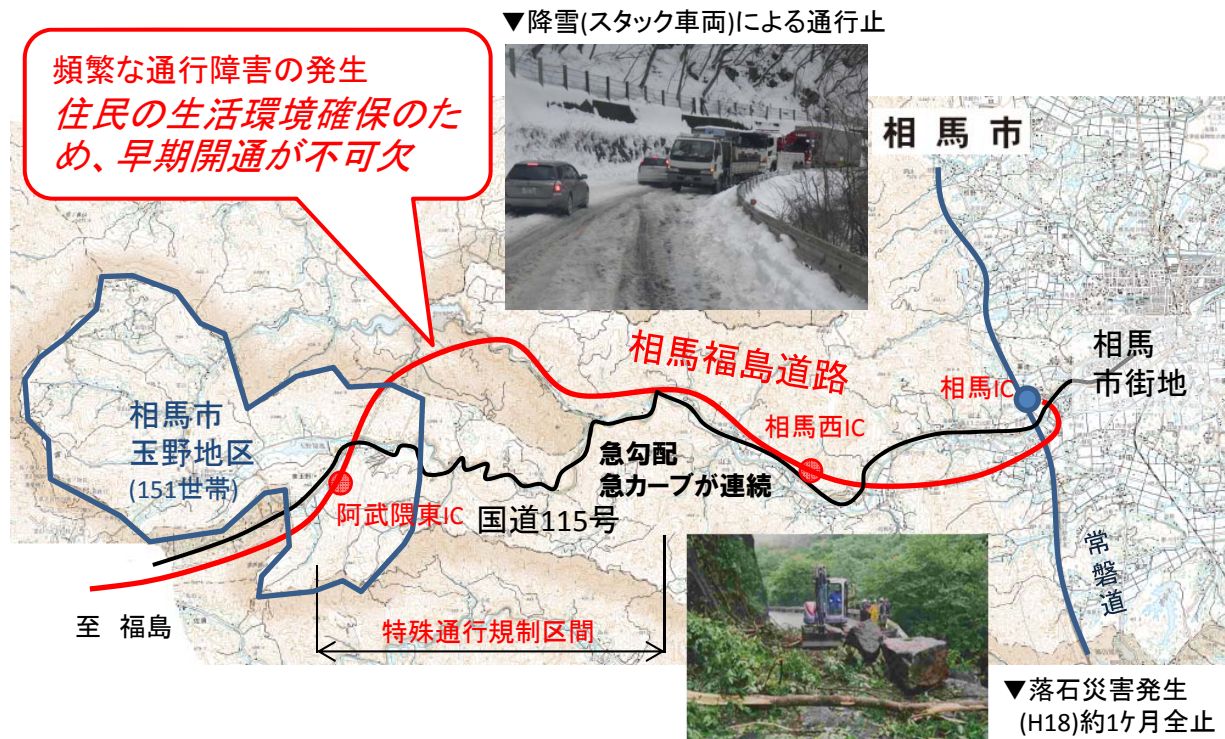 ▼降雪(スタック車両)による通行止
頻繁な通行障害の発生
住民の生活環境確保のた
め、早期開通が不可欠
相馬市
相馬福島道路
相馬
市街地
相馬IC
相馬西IC
相馬市
玉野地区
(151世帯)
急勾配
急カーブが連続
阿武隈東IC
国道115号
常磐道
至 福島
特殊通行規制区間
▼落石災害発生
(H18)約1ケ月全止